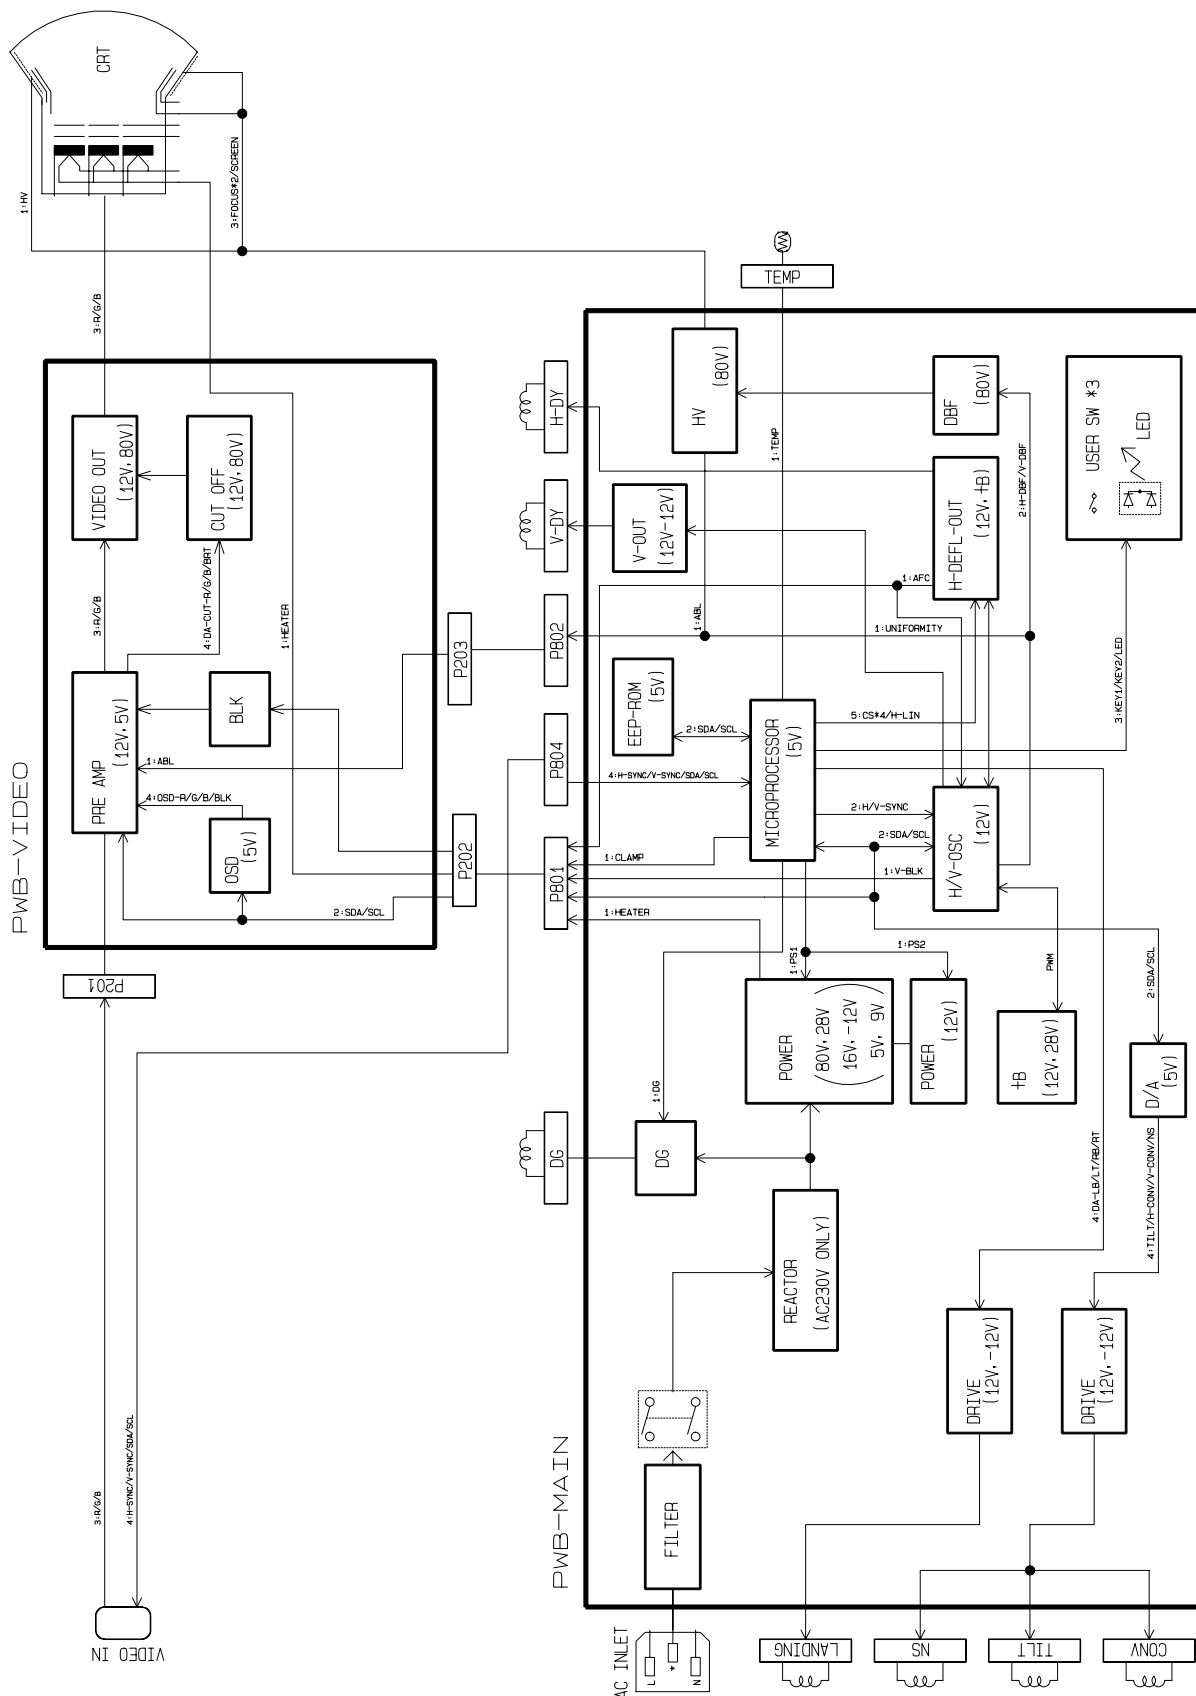 CRT
1:HV
3:FOCUS*2/SCREEN
3:R/G/B
PWB-VIDEO
VIDEO OUT
(12V,80V)
CUT OFF
(12V,80V)
3:R/G/B
4:DA-CUT-R/G/B/BRT
1:HEATER
PRE AMP
(12V,5V)
BLK
1:ABL
4:OSD-R/G/B/BLK
OSD
(5V)
2:SDA/SCL
P203
P202
P201
3:R/G/B
4:H-SYNC/V-SYNC/SDA/SCL
VIDEO IN
PWB-MAIN
TEMP
1:TEMP
H-DY
V-DY
P802
P804
P801
DG
HV
(80V)
DBF
(80V)
USER SW *3
LED
V-OUT
(12V-12V)
H-DEFL-OUT
(12V,+B)
2:H-DBF/V-DBF
1:AFC
1:ABL
1:UNIFORMITY
EEP-ROM
(5V)
2:SDA/SCL
4:H-SYNC/V-SYNC/SDA/SCL
MICROPROCESSOR
(5V)
5:CS*4/H-LIN
3:KEY1/KEY2/LED
2:H/V-SYNC
2:SDA/SCL
H/V-OSC
(12V)
1:CLAMP
1:V-BLK
1:HEATER
1:PS1
1:PS2
PWM
2:SDA/SCL
POWER
(80V,28V
16V,-12V
5V, 9V)
POWER
(12V)
+B
(12V,28V)
D/A
(5V)
1:DG
DG
4:DA-LB/LT/RB/RT
4:TILT/H-CONV/V-CONV/NS
REACTOR
(AC230V ONLY)
DRIVE
(12V,-12V)
DRIVE
(12V,-12V)
FILTER
AC INLET
L
*
N
LANDING
NS
TILT
CONV